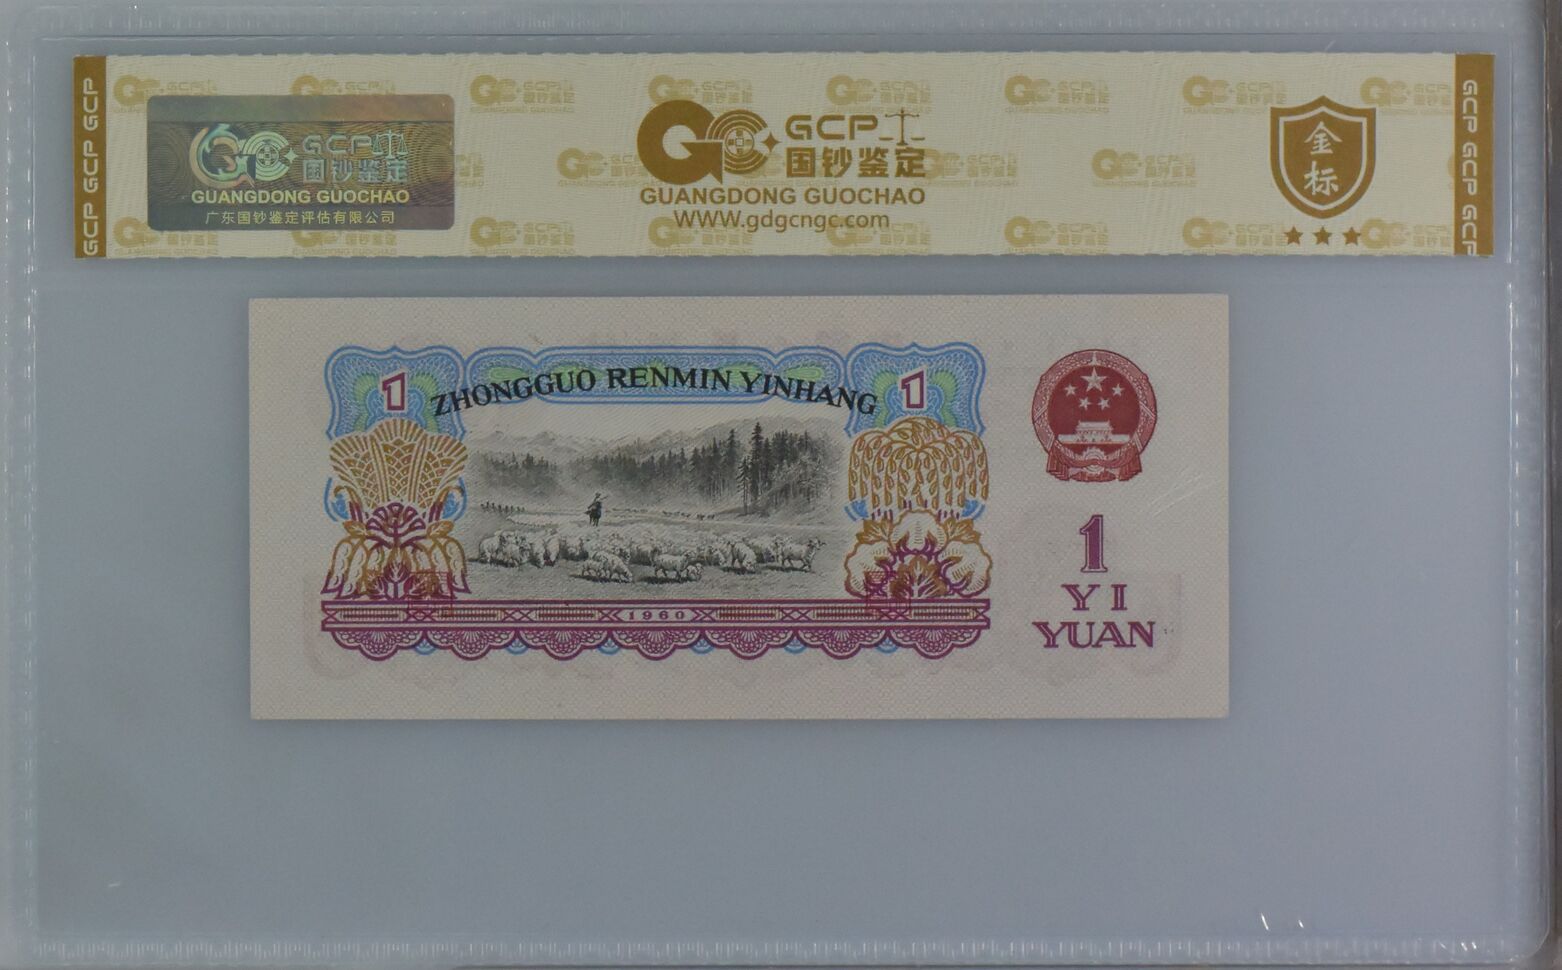 GCP GCP GCP
GCP 国钞鉴定
GUANGDONG GUOCHAO
广东国钞鉴定评估有限公司
GCP
国钞鉴定
GUANGDONG GUOCHAO
WWW.gdgcngc.com
金标
GCP GCP GCP
1
ZHONGGUO RENMIN YINHANG
1
1960
1
YI
YUAN